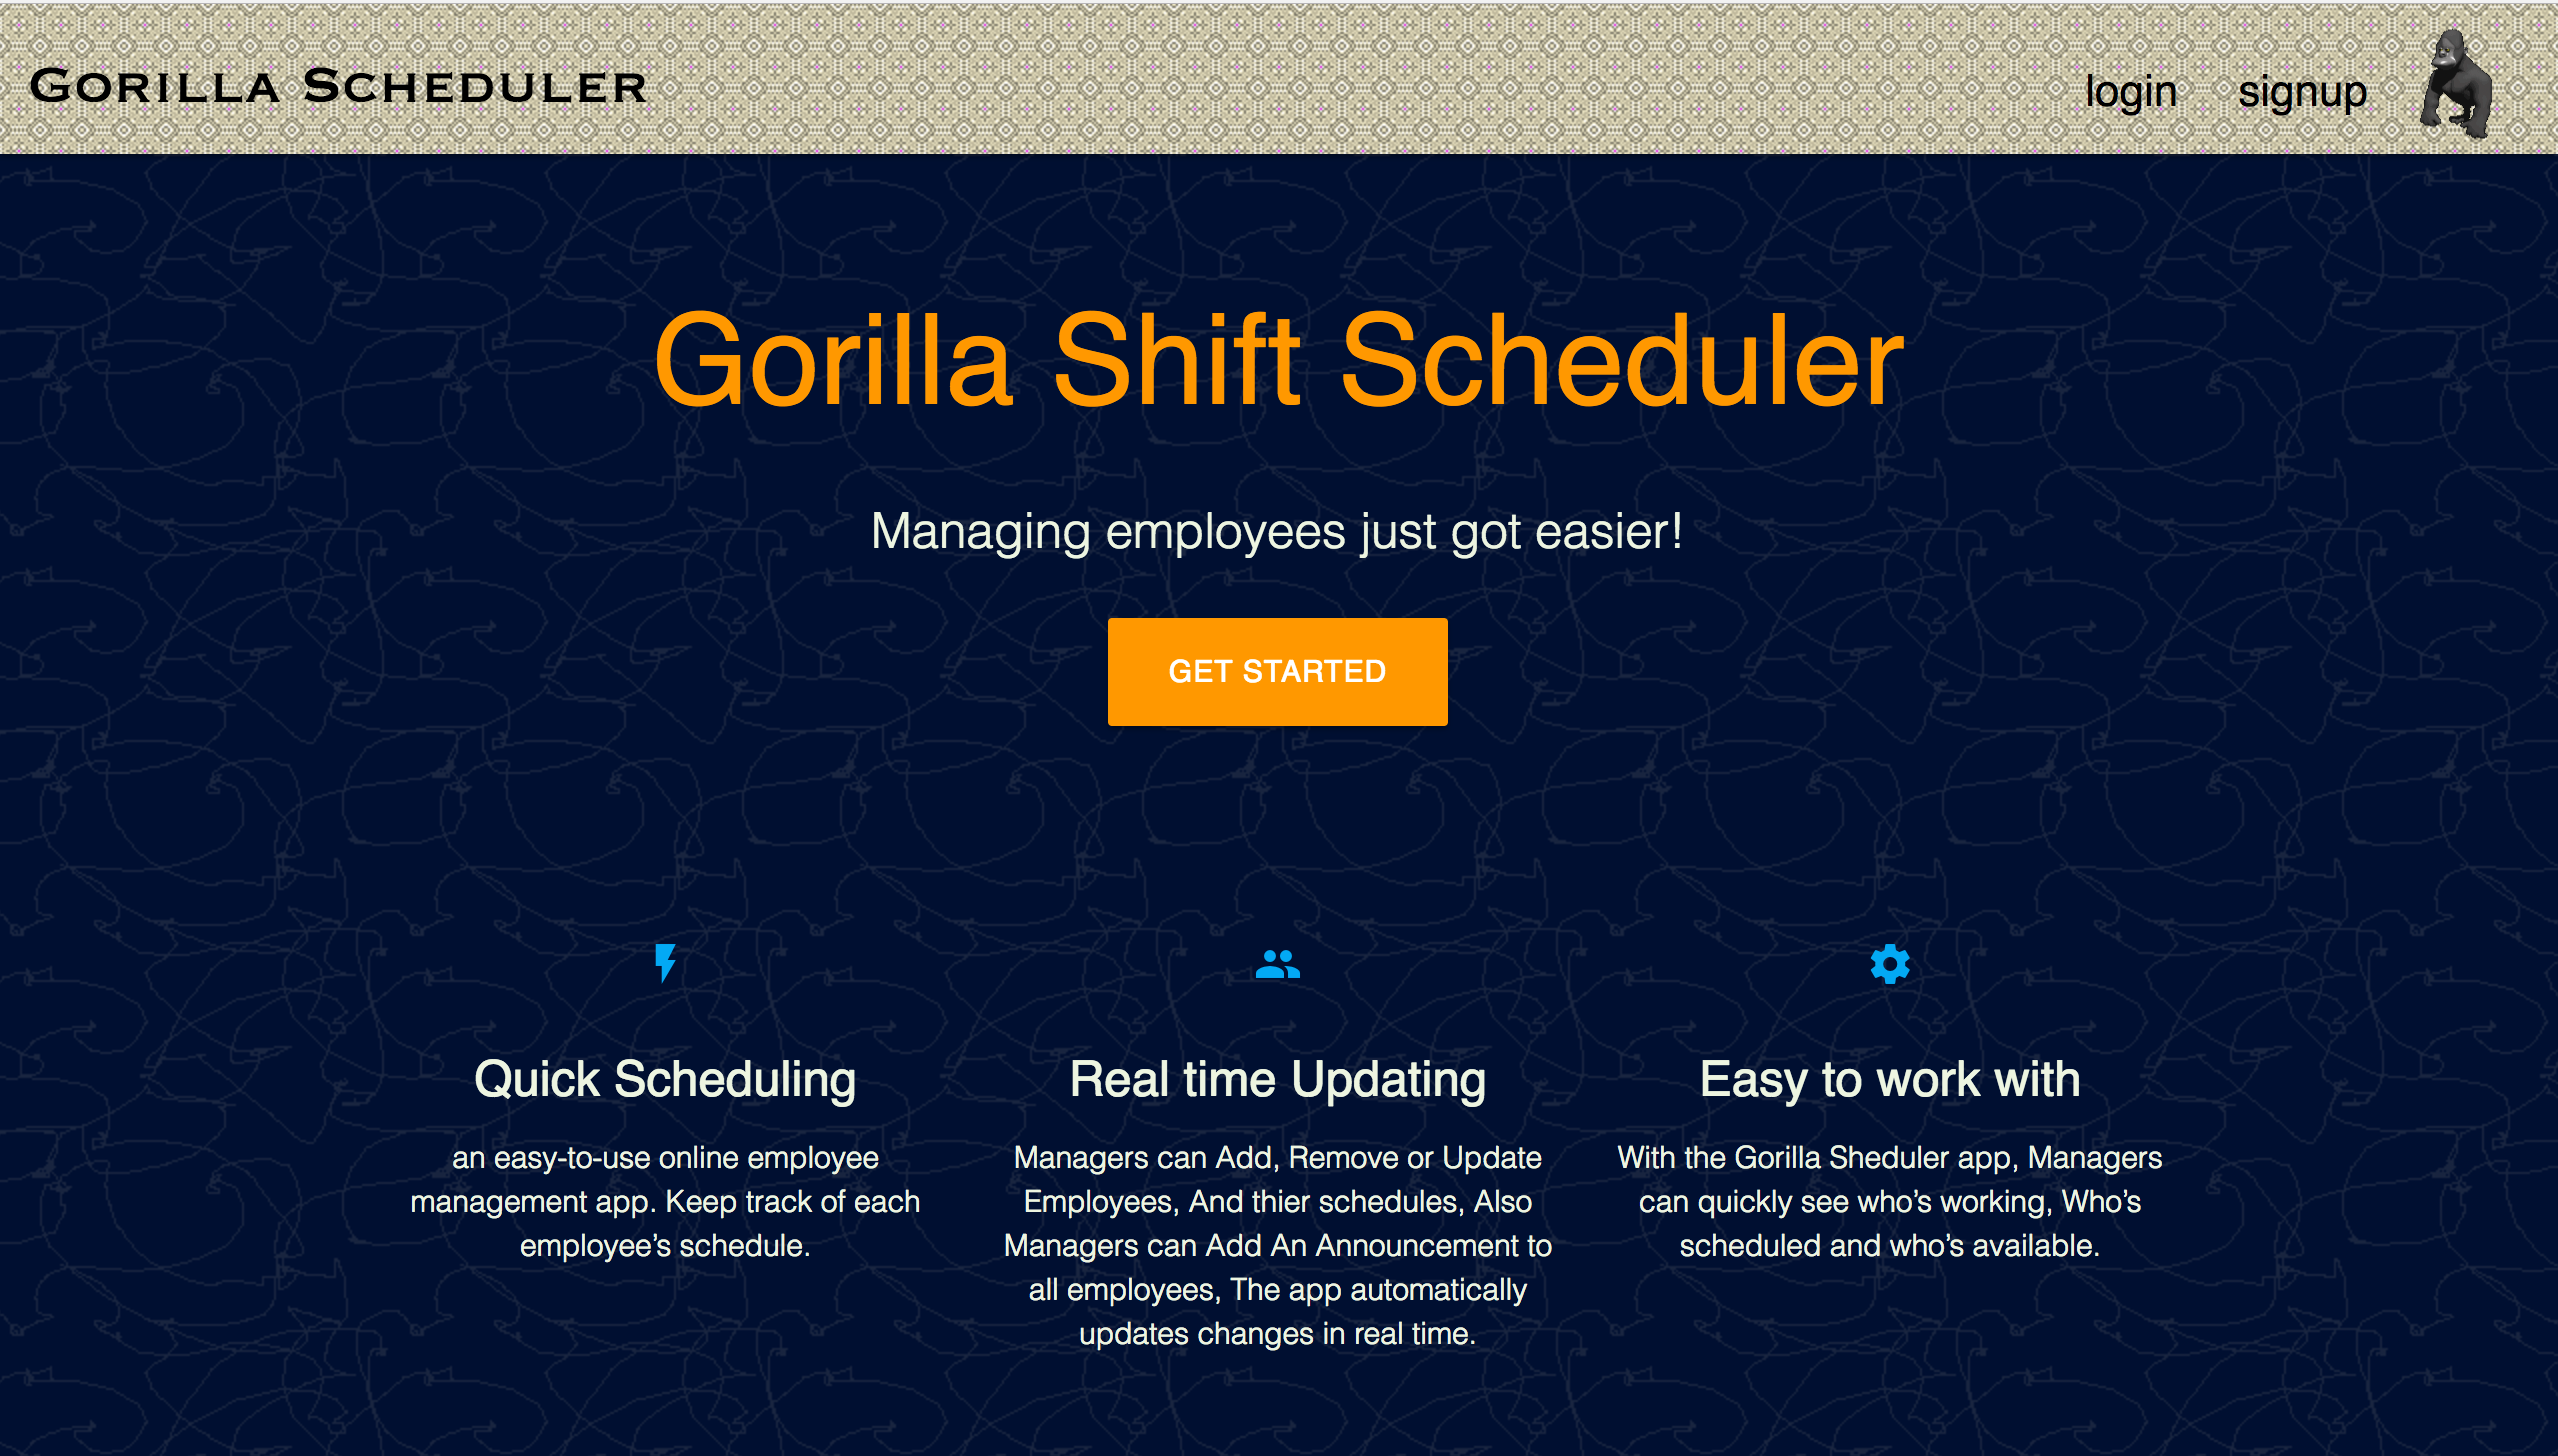 Gorilla Scheduler
login signup
Gorilla Shift Scheduler
Managing employees just got easier!
GET STARTED
Quick Scheduling
an easy-to-use online employee
management app. Keep track of each
employee’s schedule.
Real time Updating
Managers can Add, Remove or Update
Employees, And thier schedules, Also
Managers can Add An Announcement to
all employees, The app automatically
updates changes in real time.
Easy to work with
With the Gorilla Sheduler app, Managers
can quickly see who’s working, Who’s
scheduled and who’s available.